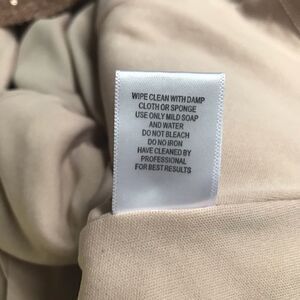 WIPE CLEAN WITH DAMP
CLOTH OR SPONGE
USE ONLY MILD SOAP
AND WATER
DO NOT BLEACH
DO NO IRON
HAVE CLEANED BY
PROFESSIONAL
FOR BEST RESULTS